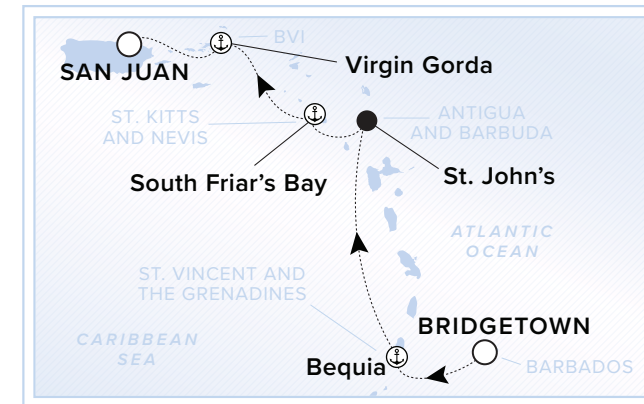 BVI
SAN JUAN
Virgin Gorda
ST. KITTS
AND NEVIS
ANTIGUA
AND BARBUDA
South Friar's Bay
St. John's
ATLANTIC
OCEAN
ST. VINCENT AND
THE GRENADINES
BRIDGETOWN
CARIBBEAN
SEA
Bequia
BARBADOS